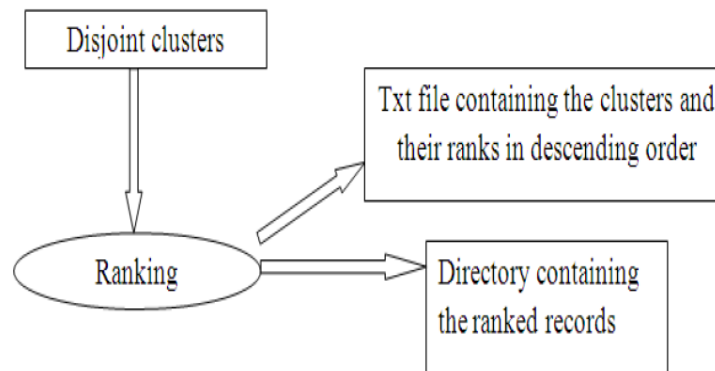 Disjoint clusters
Txt file containing the clusters and
their ranks in descending order
Ranking
Directory containing
the ranked records